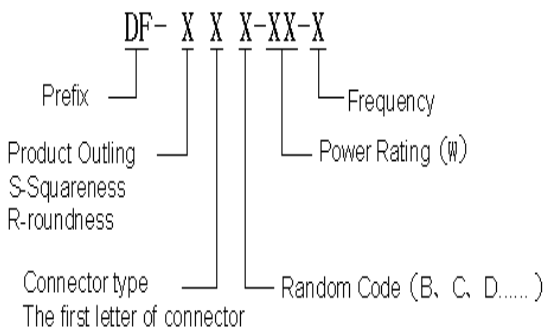 DF- X X X-XX-X
Prefix
Frequency
Product Outling
S-Squareness
R-roundness
Power Rating (W)
Connector type
The first letter of connector
Random Code (B、C、D......)